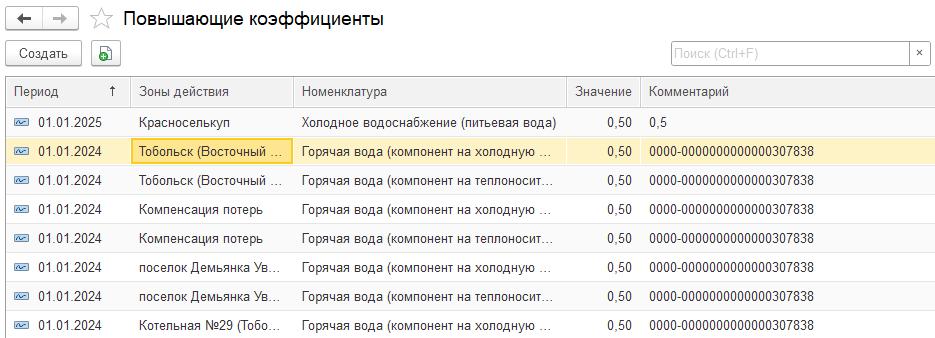 Повышающие коэффициенты
Создать Поиск (Ctrl+F) ×
Период ↑ Зоны действия Номенклатура Значение Комментарий
01.01.2025 Красноселькуп Холодное водоснабжение (питьевая вода) 0,50 0,5
01.01.2024 Тобольск (Восточный ... Горячая вода (компонент на холодную ... 0,50 0000-0000000000000307838
01.01.2024 Тобольск (Восточный ... Горячая вода (компонент на теплоносит... 0,50 0000-0000000000000307838
01.01.2024 Компенсация потерь Горячая вода (компонент на холодную ... 0,50 0000-0000000000000307838
01.01.2024 Компенсация потерь Горячая вода (компонент на теплоносит... 0,50 0000-0000000000000307838
01.01.2024 поселок Демьянка Ув... Горячая вода (компонент на холодную ... 0,50 0000-0000000000000307838
01.01.2024 поселок Демьянка Ув... Горячая вода (компонент на теплоносит... 0,50 0000-0000000000000307838
01.01.2024 Котельная №29 (Тобо... Горячая вода (компонент на холодную ... 0,50 0000-0000000000000307838